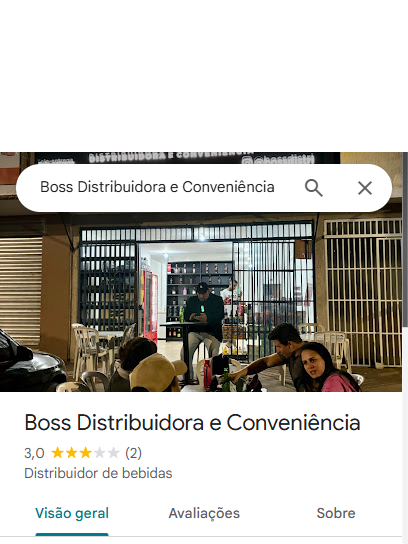 DISTRIBUIDORA E CONVENIÊNCIA
@bossdistri
Boss Distribuidora e Conveniência
Boss Distribuidora e Conveniência
3,0 (2)
Distribuidor de bebidas
Visão geral
Avaliações
Sobre